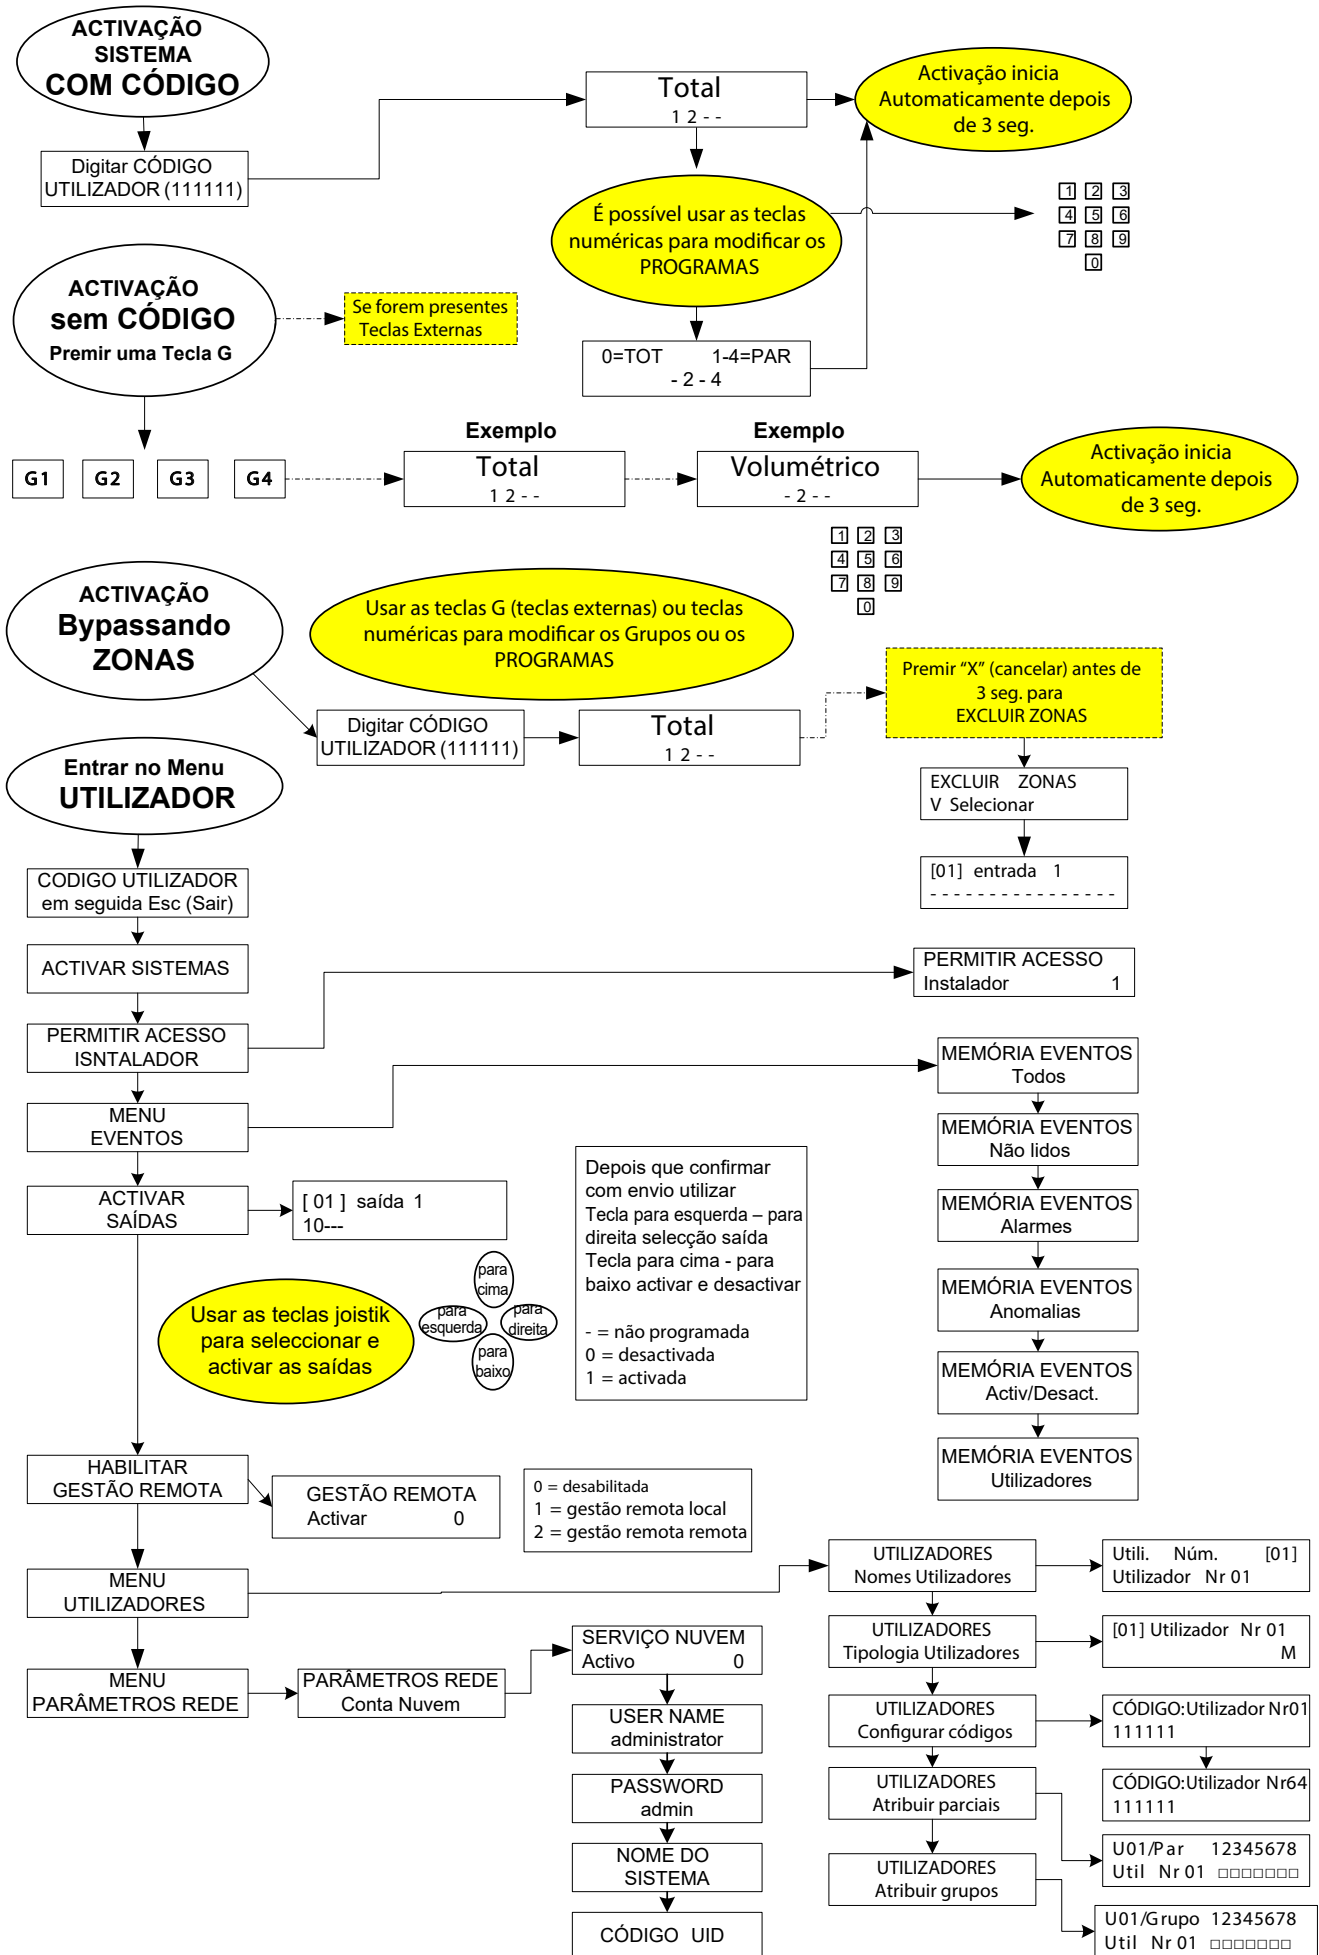 ACTIVAÇÃO
SISTEMA
COM CÓDIGO
Digitar CÓDIGO
UTILIZADOR (111111)
Total
1 2 - -
Activação inicia
Automaticamente depois
de 3 seg.
É possível usar as teclas
numéricas para modificar os
PROGRAMAS
1 2 3
4 5 6
7 8 9
0
0=TOT 1-4=PAR
- 2 - 4
ACTIVAÇÃO
sem CÓDIGO
Premir uma Tecla G
Se forem presentes
Teclas Externas
G1 G2 G3 G4
Exemplo
Total
1 2 - -
Exemplo
Volumétrico
- 2 - -
Activação inicia
Automaticamente depois
de 3 seg.
1 2 3
4 5 6
7 8 9
0
ACTIVAÇÃO
Bypassando
ZONAS
Usar as teclas G (teclas externas) ou teclas
numéricas para modificar os Grupos ou os
PROGRAMAS
Digitar CÓDIGO
UTILIZADOR (111111)
Total
1 2 - -
Premir “X” (cancelar) antes de
3 seg. para
EXCLUIR ZONAS
EXCLUIR ZONAS
V Selecionar
[01] entrada 1
- - - - - - - - - - - - - - - -
Entrar no Menu
UTILIZADOR
CODIGO UTILIZADOR
em seguida Esc (Sair)
ACTIVAR SISTEMAS
PERMITIR ACESSO
ISNTALADOR
PERMITIR ACESSO
Instalador 1
MENU
EVENTOS
MEMÓRIA EVENTOS
Todos
MEMÓRIA EVENTOS
Não lidos
MEMÓRIA EVENTOS
Alarmes
MEMÓRIA EVENTOS
Anomalias
MEMÓRIA EVENTOS
Activ/Desact.
MEMÓRIA EVENTOS
Utilizadores
ACTIVAR
SAÍDAS
[ 01 ] saída 1
10---
Depois que confirmar
com envio utilizar
Tecla para esquerda – para
direita selecção saída
Tecla para cima - para
baixo activar e desactivar
- = não programada
0 = desactivada
1 = activada
Usar as teclas joistik
para seleccionar e
activar as saídas
para
cima
para
esquerda
para
direita
para
baixo
HABILITAR
GESTÃO REMOTA
GESTÃO REMOTA
Activar 0
0 = desabilitada
1 = gestão remota local
2 = gestão remota remota
MENU
UTILIZADORES
UTILIZADORES
Nomes Utilizadores
Utili. Núm. [01]
Utilizador Nr 01
UTILIZADORES
Tipologia Utilizadores
[01] Utilizador Nr 01
M
UTILIZADORES
Configurar códigos
CÓDIGO:Utilizador Nr01
111111
CÓDIGO:Utilizador Nr64
111111
UTILIZADORES
Atribuir parciais
U01/Par 12345678
Util Nr 01 □□□□□□□
UTILIZADORES
Atribuir grupos
U01/Grupo 12345678
Util Nr 01 □□□□□□□
MENU
PARÂMETROS REDE
PARÂMETROS REDE
Conta Nuvem
SERVIÇO NUVEM
Activo 0
USER NAME
administrator
PASSWORD
admin
NOME DO
SISTEMA
CÓDIGO UID